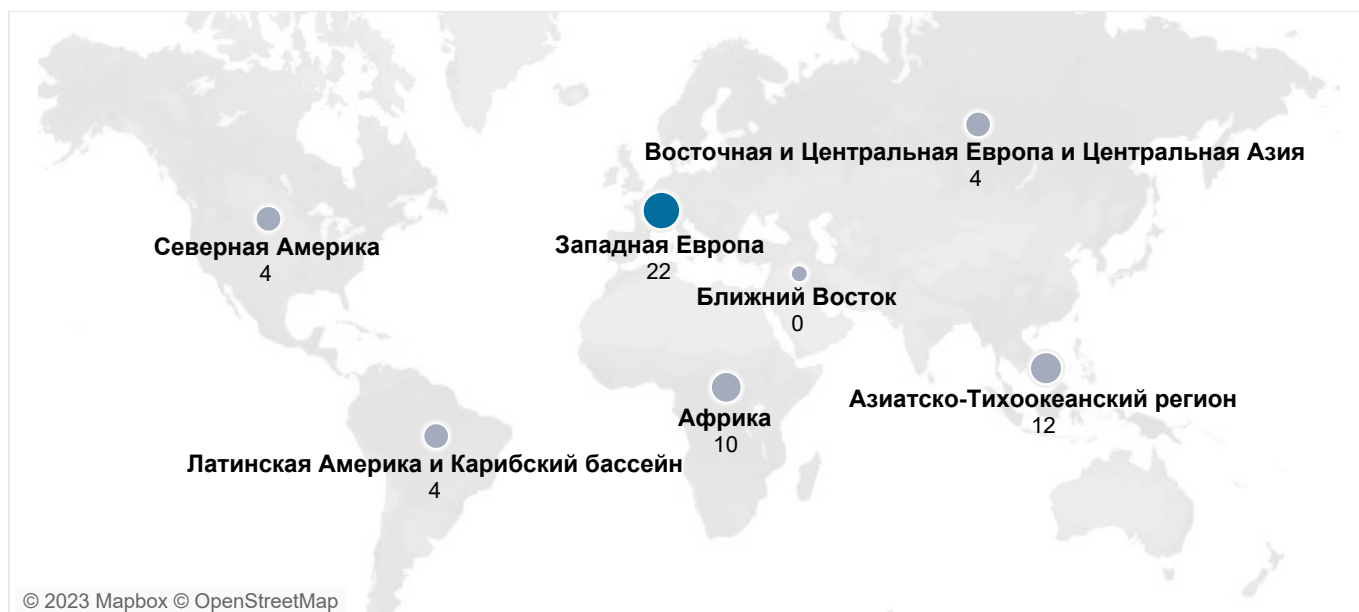 Восточная и Центральная Европа и Центральная Азия
4
Северная Америка
4
Западная Европа
22
Ближний Восток
0
Азиатско-Тихоокеанский регион
12
Африка
10
Латинская Америка и Карибский бассейн
4
© 2023 Mapbox © OpenStreetMap